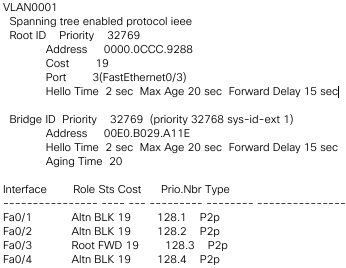 VLAN0001
Spanning tree enabled protocol ieee
Root ID Priority 32769
Address 0000.0CCC.9288
Cost 19
Port 3(FastEthernet0/3)
Hello Time 2 sec Max Age 20 sec Forward Delay 15 sec
Bridge ID Priority 32769 (priority 32768 sys-id-ext 1)
Address 00E0.B029.A11E
Hello Time 2 sec Max Age 20 sec Forward Delay 15 sec
Aging Time 20
Interface Role Sts Cost Prio.Nbr Type
---------------- ---- --- --------- -------- --------------------------------
Fa0/1 Altn BLK 19 128.1 P2p
Fa0/2 Altn BLK 19 128.2 P2p
Fa0/3 Root FWD 19 128.3 P2p
Fa0/4 Altn BLK 19 128.4 P2p